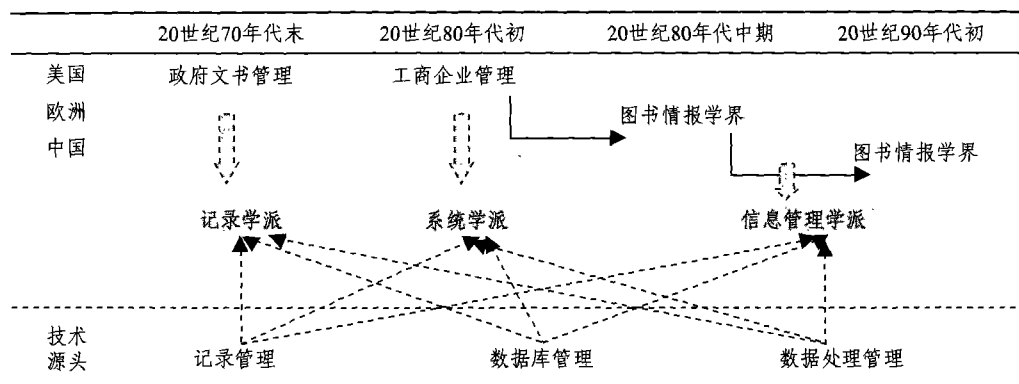 20世纪70年代末 20世纪80年代初 20世纪80年代中期 20世纪90年代初
美国 政府文书管理 工商企业管理
欧洲 图书情报学界
中国 图书情报学界
记录学派 系统学派 信息管理学派
技术
源头 记录管理 数据库管理 数据处理管理